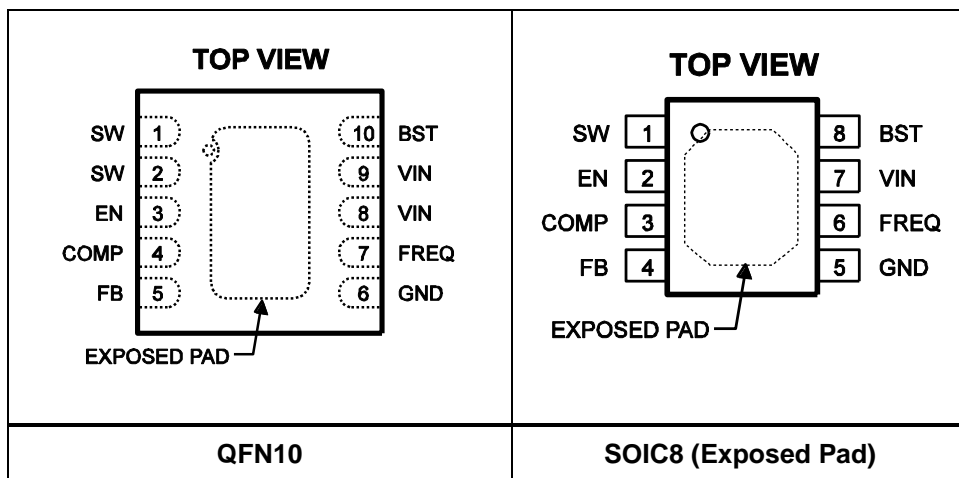 TOP VIEW
SW 1 10 BST
SW 2 9 VIN
EN 3 8 VIN
COMP 4 7 FREQ
FB 5 6 GND
EXPOSED PAD
QFN10
TOP VIEW
SW 1 8 BST
EN 2 7 VIN
COMP 3 6 FREQ
FB 4 5 GND
EXPOSED PAD
SOIC8 (Exposed Pad)